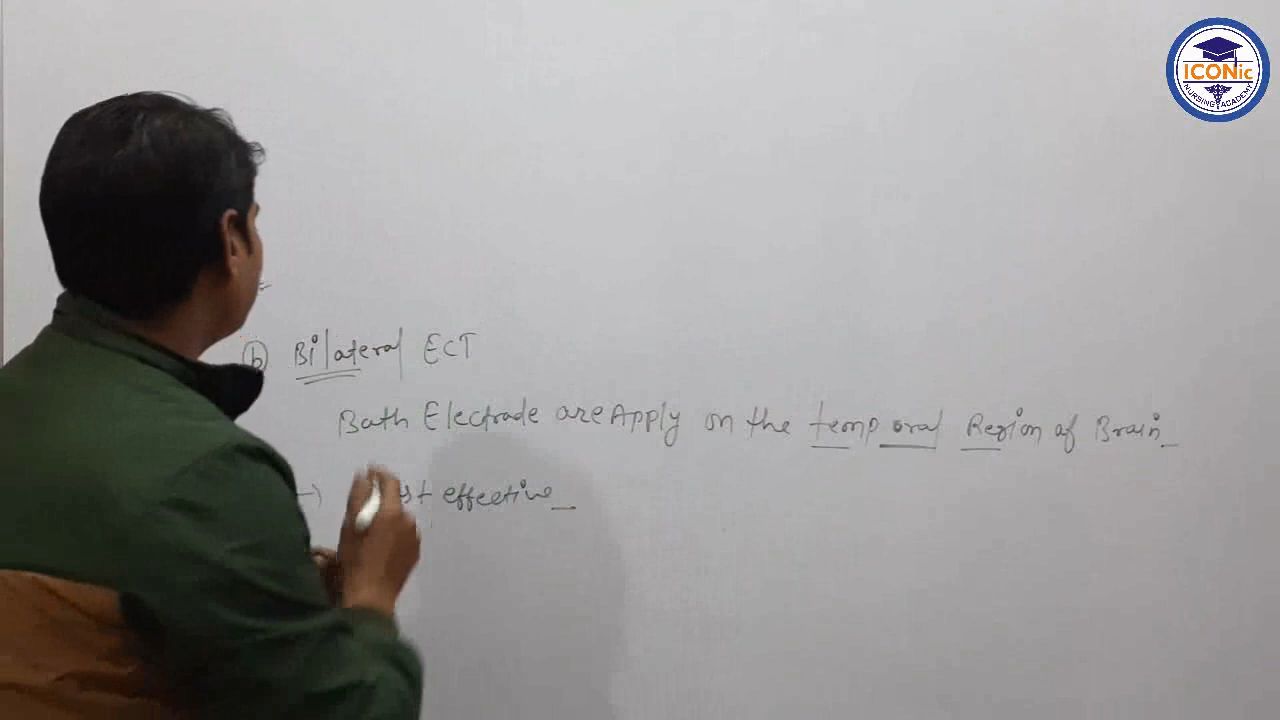 ICONic
NURSING ACADEMY
(b) Bilateral ECT
Both Electrode are Apply on the temporal Region of Brain
→ effective